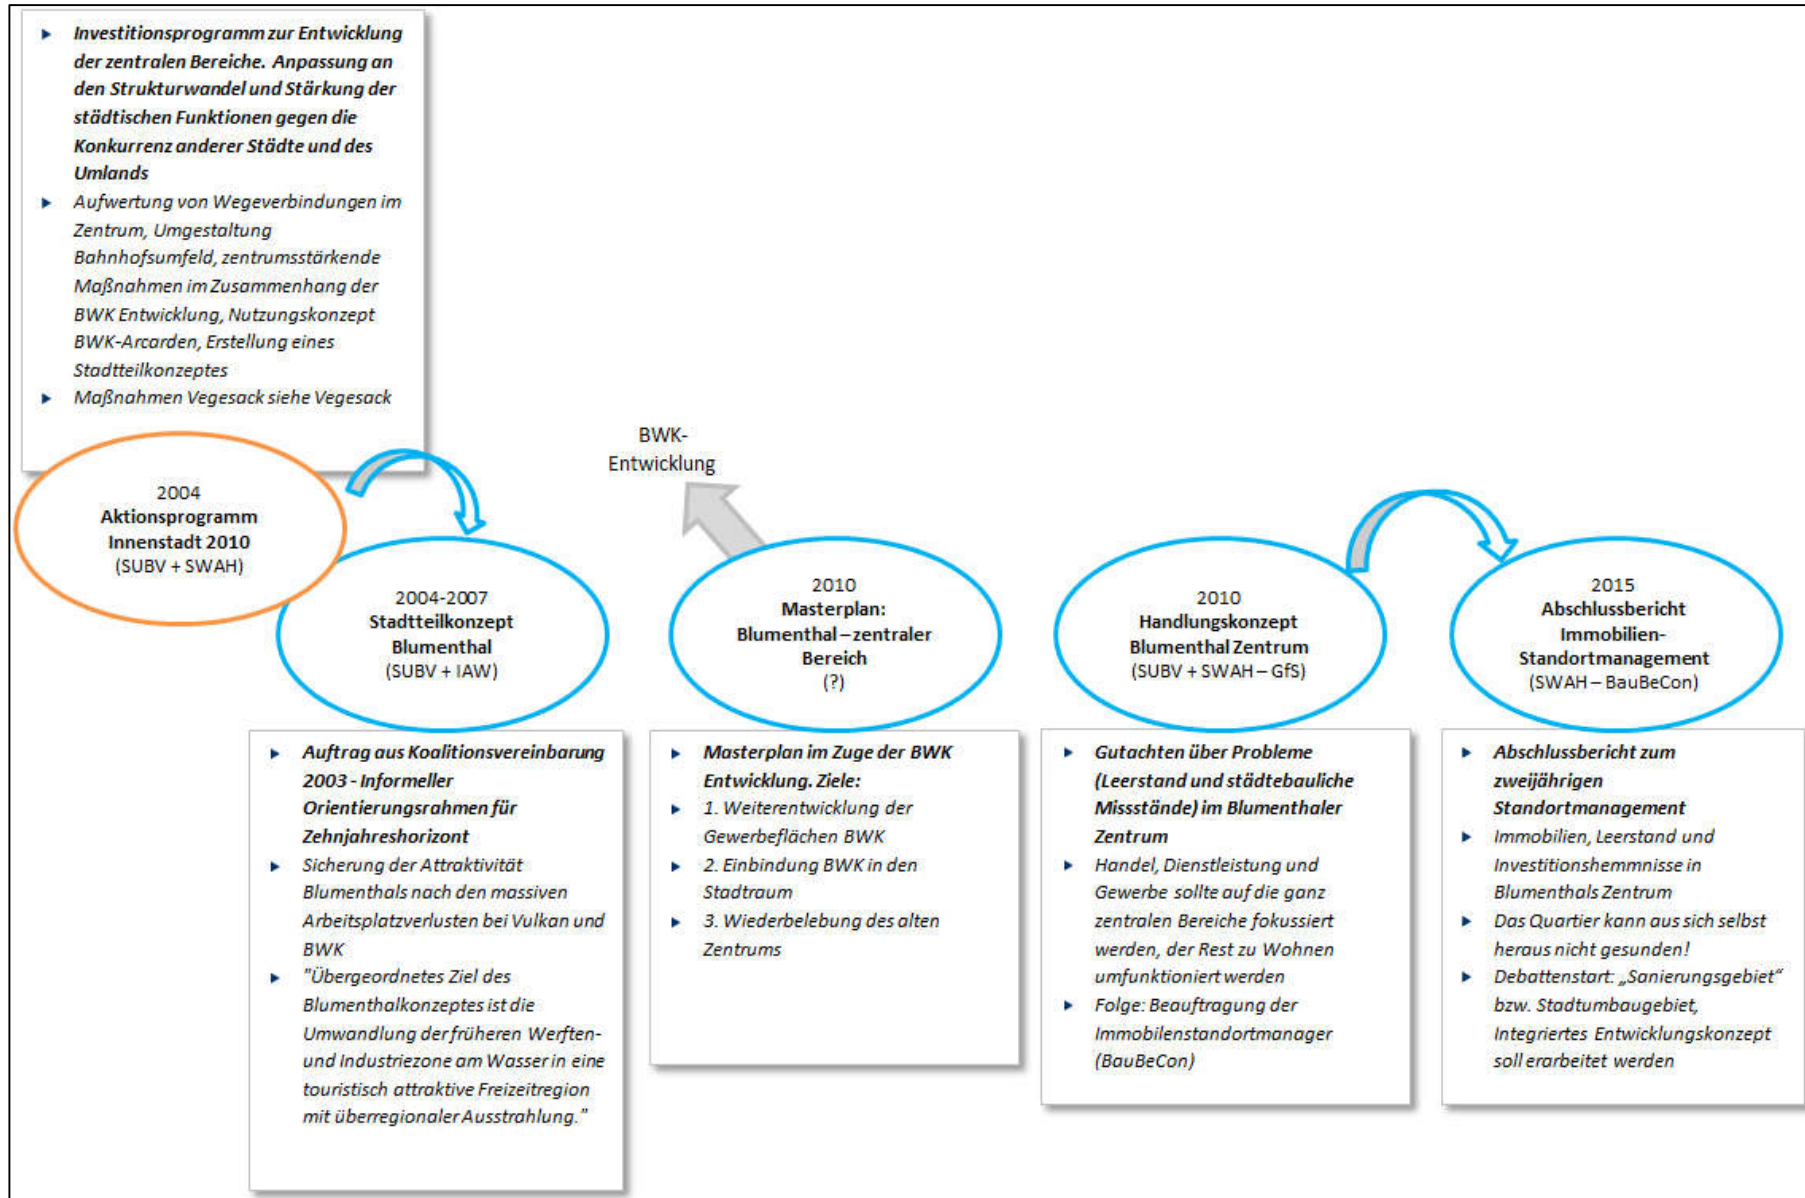 ► Investitionsprogramm zur Entwicklung
der zentralen Bereiche. Anpassung an
den Strukturwandel und Stärkung der
städtischen Funktionen gegen die
Konkurrenz anderer Städte und des
Umlands
► Aufwertung von Wegeverbindungen im
Zentrum, Umgestaltung
Bahnhofsumfeld, zentrumsstärkende
Maßnahmen im Zusammenhang der
BWK Entwicklung, Nutzungskonzept
BWK-Arcarden, Erstellung eines
Stadtteilkonzeptes
► Maßnahmen Vegesack siehe Vegesack
2004
Aktionsprogramm
Innenstadt 2010
(SUBV + SWAH)
2004-2007
Stadtteilkonzept
Blumenthal
(SUBV + IAW)
► Auftrag aus Koalitionsvereinbarung
2003 - Informeller
Orientierungsrahmen für
Zehnjahreshorizont
► Sicherung der Attraktivität
Blumenthals nach den massiven
Arbeitsplatzverlusten bei Vulkan und
BWK
► "Übergeordnetes Ziel des
Blumenthalkonzeptes ist die
Umwandlung der früheren Werften-
und Industriezone am Wasser in eine
touristisch attraktive Freizeitregion
mit überregionaler Ausstrahlung."
BWK-
Entwicklung
2010
Masterplan:
Blumenthal – zentraler
Bereich
(?)
► Masterplan im Zuge der BWK
Entwicklung. Ziele:
► 1. Weiterentwicklung der
Gewerbeflächen BWK
► 2. Einbindung BWK in den
Stadtraum
► 3. Wiederbelebung des alten
Zentrums
2010
Handlungskonzept
Blumenthal Zentrum
(SUBV + SWAH – GfS)
► Gutachten über Probleme
(Leerstand und städtebauliche
Missstände) im Blumenthaler
Zentrum
► Handel, Dienstleistung und
Gewerbe sollte auf die ganz
zentralen Bereiche fokussiert
werden, der Rest zu Wohnen
umfunktioniert werden
► Folge: Beauftragung der
Immobilenstandortmanager
(BauBeCon)
2015
Abschlussbericht
Immobilien-
Standortmanagement
(SWAH – BauBeCon)
► Abschlussbericht zum
zweijährigen
Standortmanagement
► Immobilien, Leerstand und
Investitionshemmnisse in
Blumenthals Zentrum
► Das Quartier kann aus sich selbst
heraus nicht gesunden!
► Debattenstart: „Sanierungsgebiet“
bzw. Stadtumbaugebiet,
Integriertes Entwicklungskonzept
soll erarbeitet werden